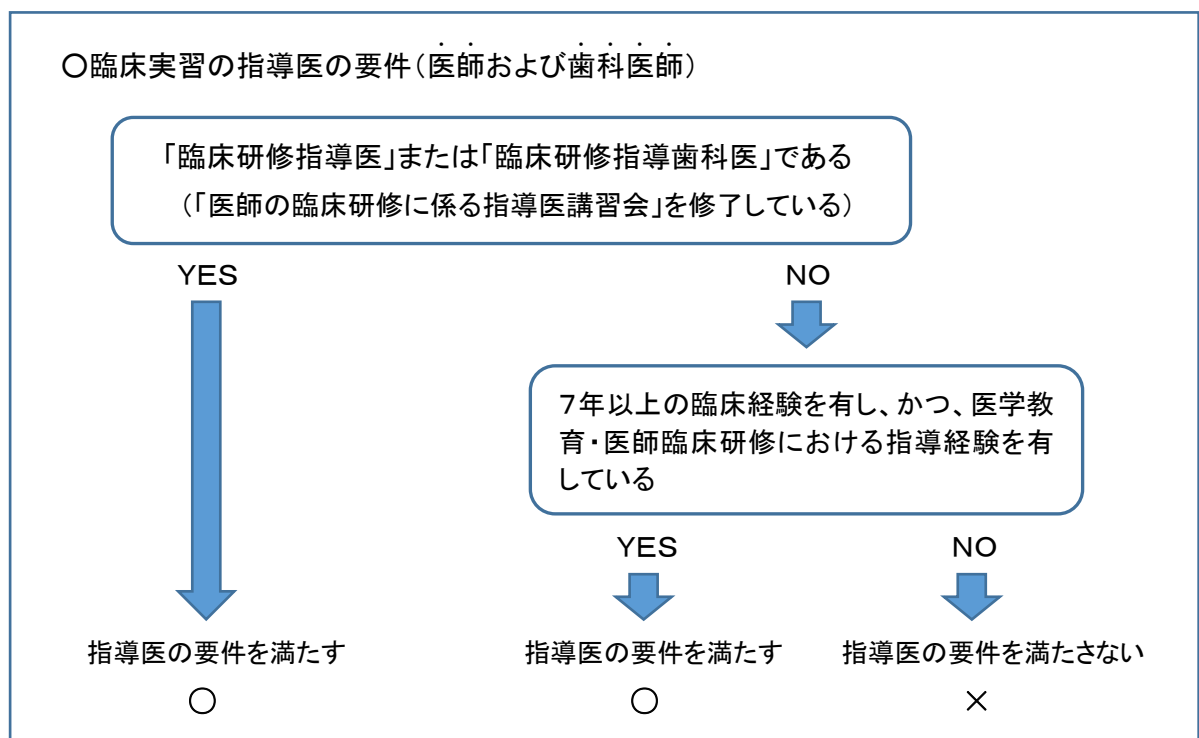 〇臨床実習の指導医の要件（医師および歯科医師）
「臨床研修指導医」または「臨床研修指導歯科医」である
（「医師の臨床研修に係る指導医講習会」を修了している）
YES
NO
７年以上の臨床経験を有し、かつ、医学教
育・医師臨床研修における指導経験を有
している
YES
NO
指導医の要件を満たす
指導医の要件を満たす
指導医の要件を満たさない
〇
〇
×